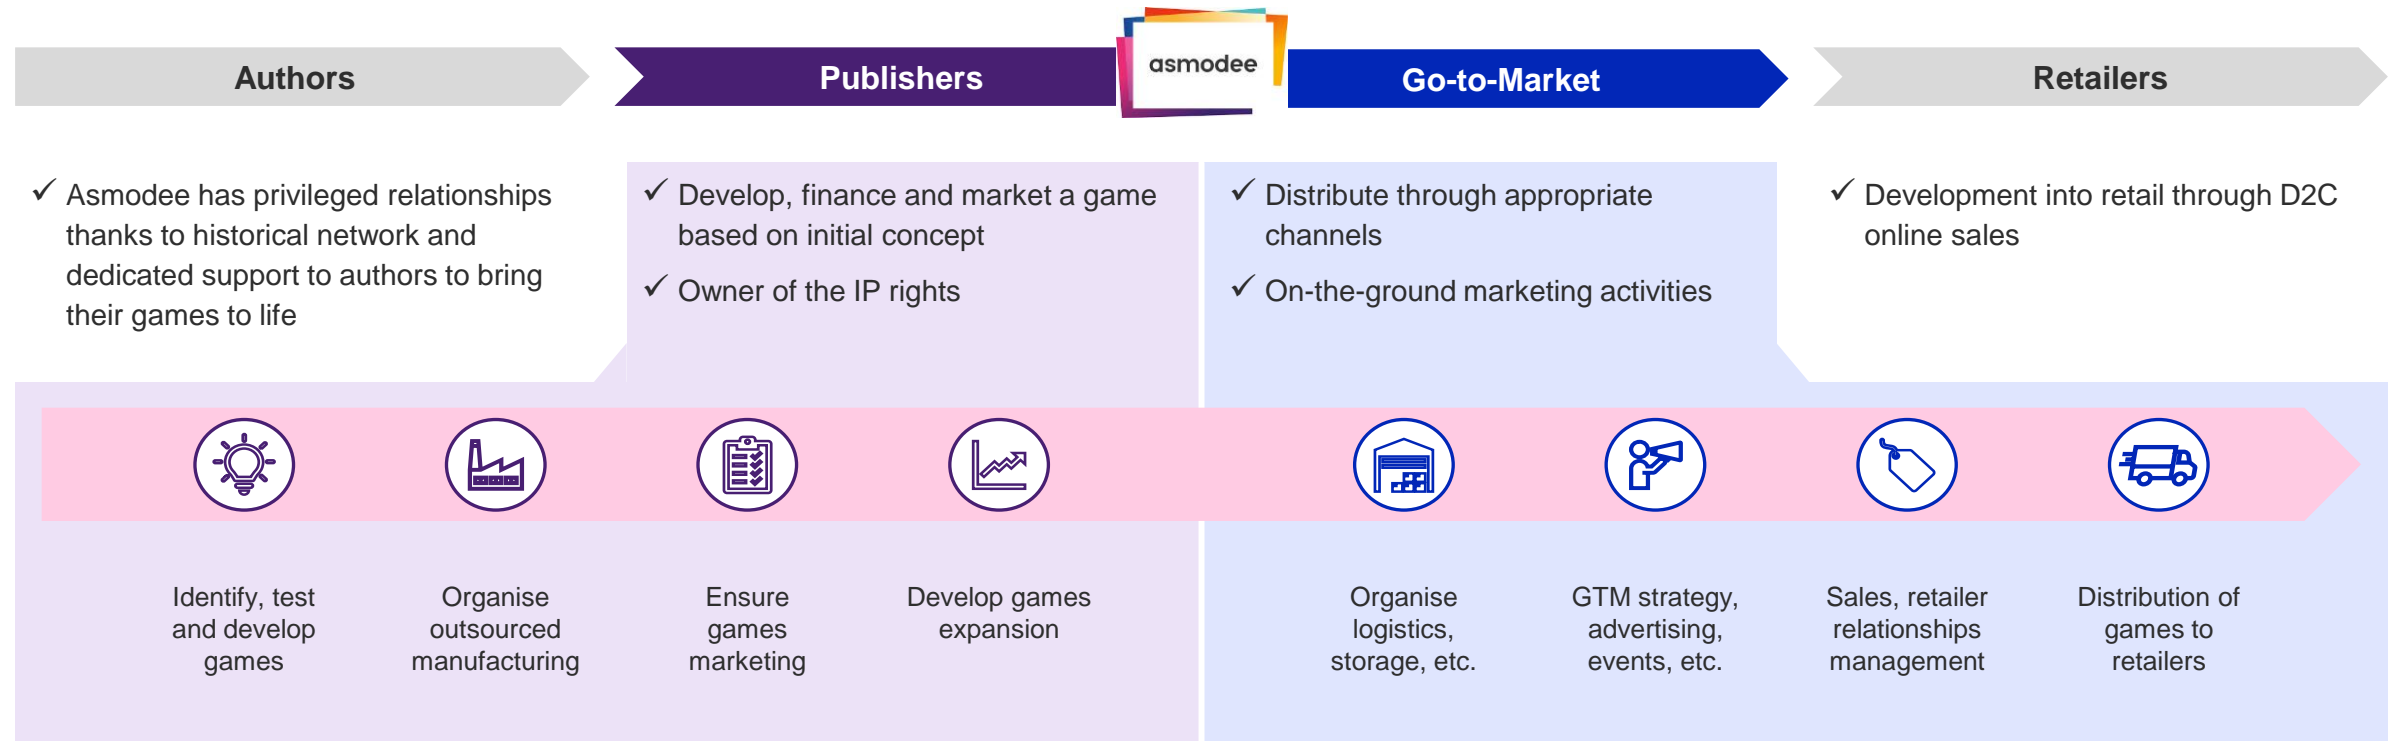 Authors
Publishers
asmodee
Go-to-Market
Retailers
✓ Asmodee has privileged relationships
thanks to historical network and
dedicated support to authors to bring
their games to life
✓ Develop, finance and market a game
based on initial concept
✓ Owner of the IP rights
✓ Distribute through appropriate
channels
✓ On-the-ground marketing activities
✓ Development into retail through D2C
online sales
Identify, test
and develop
games
Organise
outsourced
manufacturing
Ensure
games
marketing
Develop games
expansion
Organise
logistics,
storage, etc.
GTM strategy,
advertising,
events, etc.
Sales, retailer
relationships
management
Distribution of
games to
retailers